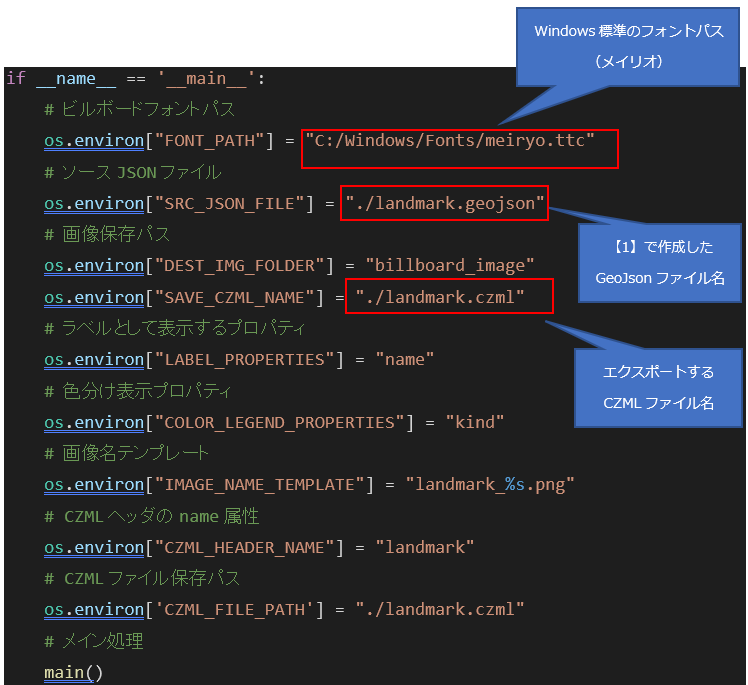 Windows 標準のフォントパス
（メイリオ）
if __name__ == '__main__':
# ビルボードフォントパス
os.environ["FONT_PATH"] = "C:/Windows/Fonts/meiryo.ttc"
# ソース JSON ファイル
os.environ["SRC_JSON_FILE"] = "./landmark.geojson"
# 画像保存パス
【1】で作成した
GeoJson ファイル名
os.environ["DEST_IMG_FOLDER"] = "billboard_image"
os.environ["SAVE_CZML_NAME"] = "./landmark.czml"
# ラベルとして表示するプロパティ
os.environ["LABEL_PROPERTIES"] = "name"
エクスポートする
CZML ファイル名
# 色分け表示プロパティ
os.environ["COLOR_LEGEND_PROPERTIES"] = "kind"
# 画像名テンプレート
os.environ["IMAGE_NAME_TEMPLATE"] = "landmark_%s.png"
# CZML ヘッダの name 属性
os.environ["CZML_HEADER_NAME"] = "landmark"
# CZML ファイル保存パス
os.environ['CZML_FILE_PATH'] = "./landmark.czml"
# メイン処理
main()